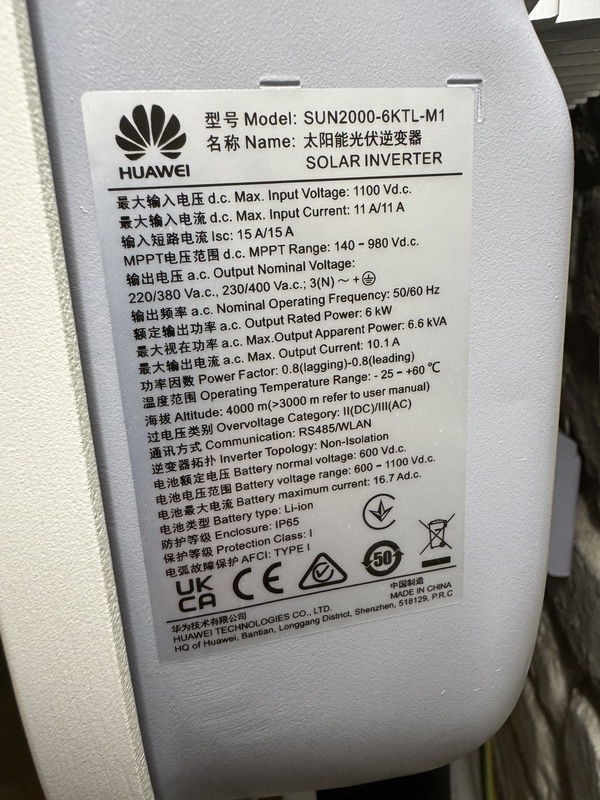 型号 Model: SUN2000-6KTL-M1
名称 Name: 太阳能光伏逆变器
SOLAR INVERTER
HUAWEI
最大输入电压 d.c. Max. Input Voltage: 1100 Vd.c.
最大输入电流 d.c. Max. Input Current: 11 A/11 A
输入短路电流 Isc: 15 A/15 A
MPPT电压范围 d.c. MPPT Range: 140 - 980 Vd.c.
输出电压 a.c. Output Nominal Voltage:
220/380 Va.c., 230/400 Va.c.; 3(N) ~ +
输出频率 a.c. Nominal Operating Frequency: 50/60 Hz
额定输出功率 a.c. Output Rated Power: 6 kW
最大视在功率 a.c. Max.Output Apparent Power: 6.6 kVA
最大输出电流 a.c. Max. Output Current: 10.1 A
功率因数 Power Factor: 0.8(lagging)-0.8(leading)
温度范围 Operating Temperature Range: - 25 - +60 ℃
海拔 Altitude: 4000 m(>3000 m refer to user manual)
过电压类别 Overvoltage Category: II(DC)/III(AC)
通讯方式 Communication: RS485/WLAN
逆变器拓扑 Inverter Topology: Non-Isolation
电池额定电压 Battery normal voltage: 600 Vd.c.
电池电压范围 Battery voltage range: 600 - 1100 Vd.c.
电池最大电流 Battery maximum current: 16.7 Ad.c.
电池类型 Battery type: Li-ion
防护等级 Enclosure: IP65
保护等级 Protection Class: I
电弧故障保护 AFCI: TYPE I
UK
CA
CE
50
中国制造
MADE IN CHINA
华为技术有限公司
HUAWEI TECHNOLOGIES CO., LTD.
HQ of Huawei, Bantian, Longgang District, Shenzhen, 518129, P.R.C